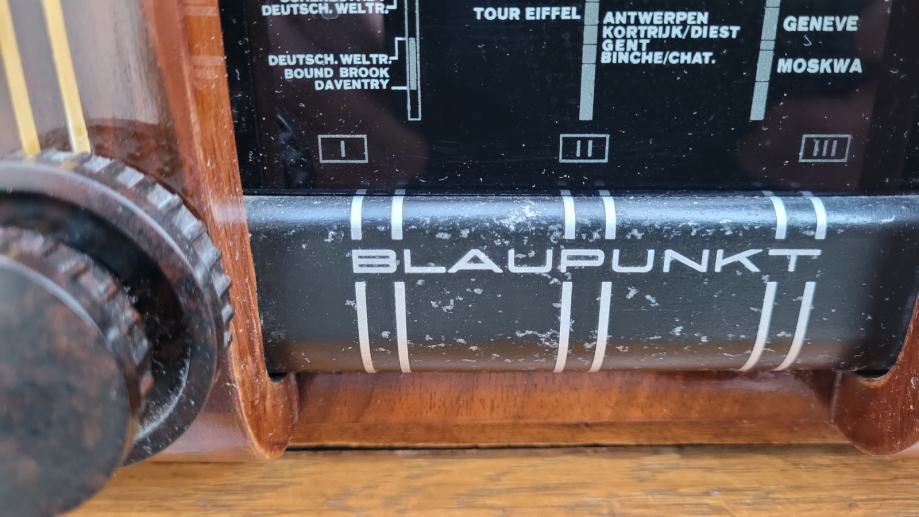 DEUTSCH. WELTR.
DEUTSCH. WELTR.
BOUND BROOK
DAVENTRY
I
TOUR EIFFEL
ANTWERPEN
KORTRIJK/DIEST
GENT
BINCHE/CHAT.
II
GENEVE
MOSKWA
III
BLAUPUNKT